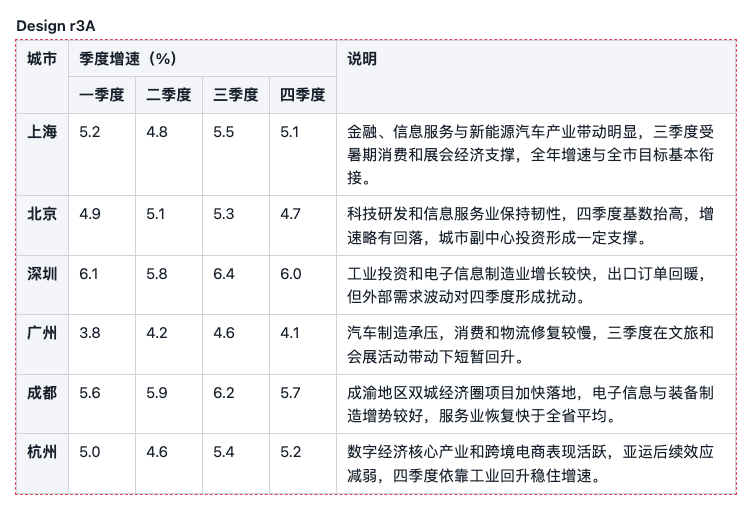 Design r3A
城市 季度增速（%） 说明
一季度 二季度 三季度 四季度
上海 5.2 4.8 5.5 5.1 金融、信息服务与新能源汽车产业带动明显，三季度受
暑期消费和展会经济支撑，全年增速与全市目标基本衔
接。
北京 4.9 5.1 5.3 4.7 科技研发和信息服务业保持韧性，四季度基数抬高，增
速略有回落，城市副中心投资形成一定支撑。
深圳 6.1 5.8 6.4 6.0 工业投资和电子信息制造业增长较快，出口订单回暖，
但外部需求波动对四季度形成扰动。
广州 3.8 4.2 4.6 4.1 汽车制造承压，消费和物流修复较慢，三季度在文旅和
会展活动带动下短暂回升。
成都 5.6 5.9 6.2 5.7 成渝地区双城经济圈项目加快落地，电子信息与装备制
造增势较好，服务业恢复快于全省平均。
杭州 5.0 4.6 5.4 5.2 数字经济核心产业和跨境电商表现活跃，亚运后续效应
减弱，四季度依靠工业回升稳住增速。